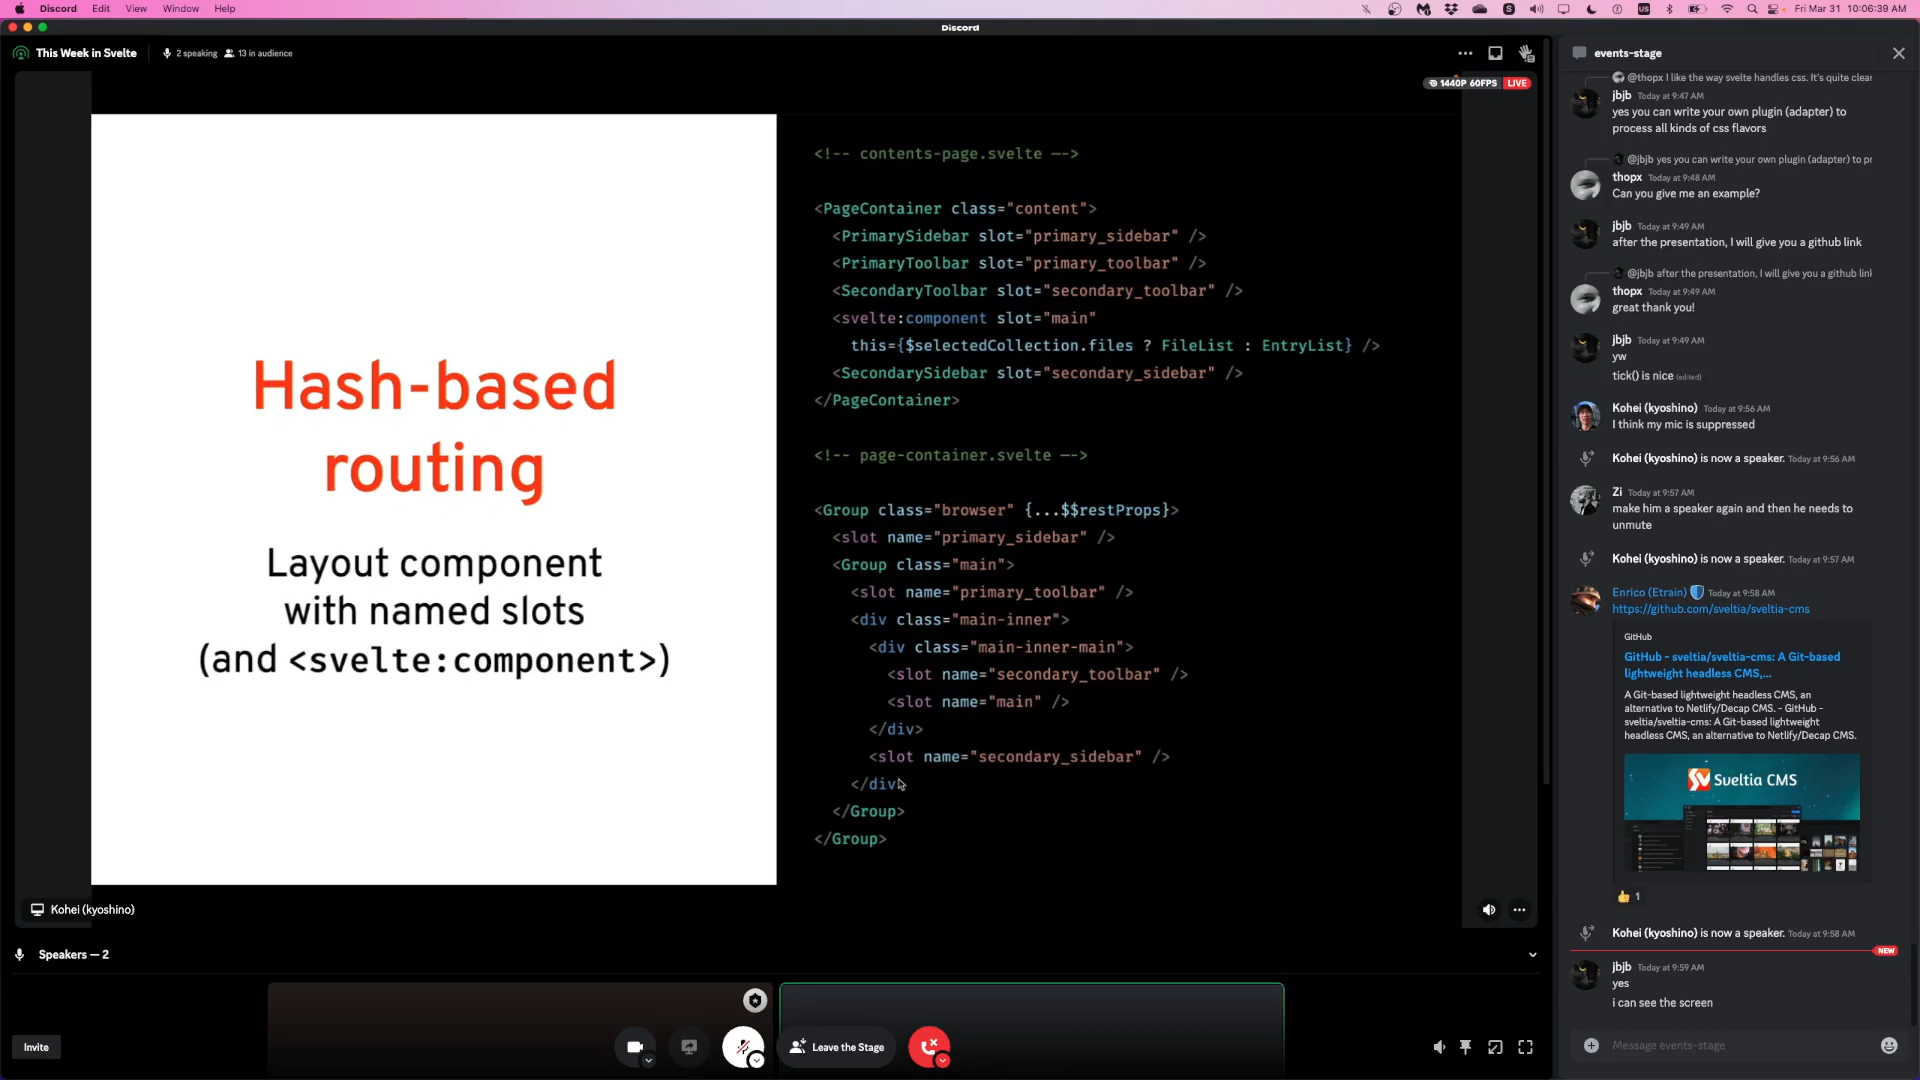 Discord
Edit
View
Window
Help
US
Fri Mar 31 10:06:39 AM
Discord
This Week in Svelte
2 speaking
13 in audience
1440P 60FPS
LIVE
Hash-based
routing
Layout component
with named slots
(and <svelte:component>)
<!-- contents-page.svelte -->
<PageContainer class="content">
<PrimarySidebar slot="primary_sidebar" />
<PrimaryToolbar slot="primary_toolbar" />
<SecondaryToolbar slot="secondary_toolbar" />
<svelte:component slot="main"
this={$selectedCollection.files ? FileList : EntryList} />
<SecondarySidebar slot="secondary_sidebar" />
</PageContainer>
<!-- page-container.svelte -->
<Group class="browser" {...$$restProps}>
<slot name="primary_sidebar" />
<Group class="main">
<slot name="primary_toolbar" />
<div class="main-inner">
<div class="main-inner-main">
<slot name="secondary_toolbar" />
<slot name="main" />
</div>
<slot name="secondary_sidebar" />
</div>
</Group>
</Group>
Kohei (kyoshino)
Speakers — 2
Invite
Leave the Stage
events-stage
@thopx I like the way svelte handles css. It's quite clear
jbjb Today at 9:47 AM
yes you can write your own plugin (adapter) to
process all kinds of css flavors
@jbjb yes you can write your own plugin (adapter) to pr
thopx Today at 9:48 AM
Can you give me an example?
jbjb Today at 9:49 AM
after the presentation, I will give you a github link
@jbjb after the presentation, I will give you a github link
thopx Today at 9:49 AM
great thank you!
jbjb Today at 9:49 AM
yw
tick() is nice (edited)
Kohei (kyoshino) Today at 9:56 AM
I think my mic is suppressed
Kohei (kyoshino) is now a speaker. Today at 9:56 AM
Zi Today at 9:57 AM
make him a speaker again and then he needs to
unmute
Kohei (kyoshino) is now a speaker. Today at 9:57 AM
Enrico (Etrain) Today at 9:58 AM
https://github.com/sveltia/sveltia-cms
GitHub
GitHub - sveltia/sveltia-cms: A Git-based
lightweight headless CMS,...
A Git-based lightweight headless CMS, an
alternative to Netlify/Decap CMS. - GitHub -
sveltia/sveltia-cms: A Git-based lightweight
headless CMS, an alternative to Netlify/Decap CMS.
Sveltia CMS
1
Kohei (kyoshino) is now a speaker. Today at 9:58 AM
NEW
jbjb Today at 9:59 AM
yes
i can see the screen
Message events-stage